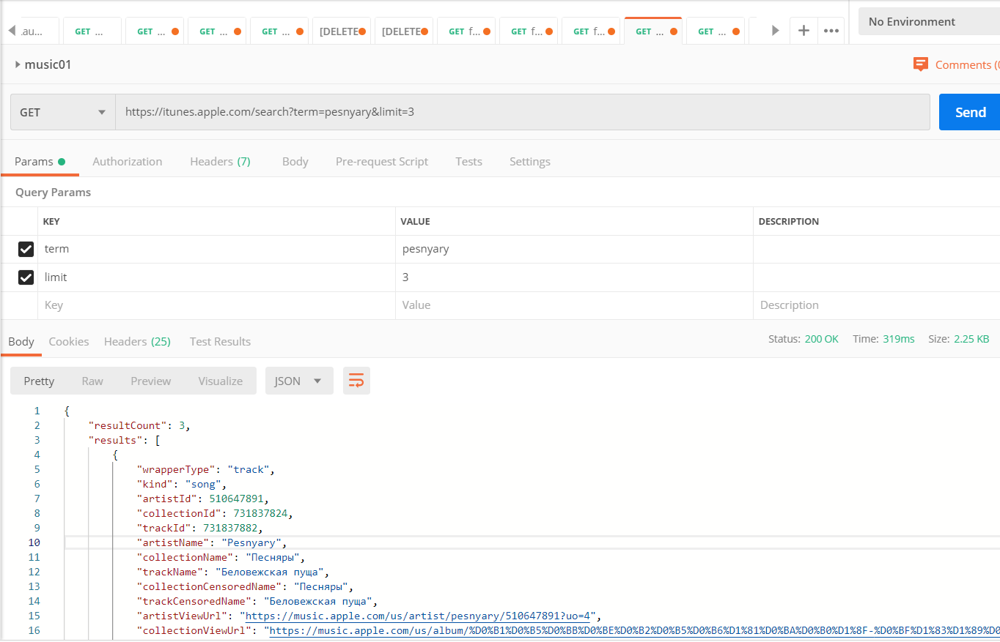 .au... GET ... GET ... GET ... GET ... [DELETE [DELETE GET f... GET f... GET f... GET ... GET ... No Environment
music01 Comments (0
GET https://itunes.apple.com/search?term=pesnyary&limit=3 Send
Params Authorization Headers (7) Body Pre-request Script Tests Settings
Query Params
KEY VALUE DESCRIPTION
term pesnyary
limit 3
Key Value Description
Body Cookies Headers (25) Test Results Status: 200 OK Time: 319ms Size: 2.25 KB
Pretty Raw Preview Visualize JSON
1 {
2 "resultCount": 3,
3 "results": [
4 {
5 "wrapperType": "track",
6 "kind": "song",
7 "artistId": 510647891,
8 "collectionId": 731837824,
9 "trackId": 731837882,
10 "artistName": "Pesnyary",
11 "collectionName": "Песняры",
12 "trackName": "Беловежская пуща",
13 "collectionCensoredName": "Песняры",
14 "trackCensoredName": "Беловежская пуща",
15 "artistViewUrl": "https://music.apple.com/us/artist/pesnyary/510647891?uo=4",
16 "collectionViewUrl": "https://music.apple.com/us/album/%D0%B1%D0%B5%D0%BB%D0%BE%D0%B2%D0%B5%D0%B6%D1%81%D0%BA%D0%B0%D1%8F-%D0%BF%D1%83%D1%89%D0